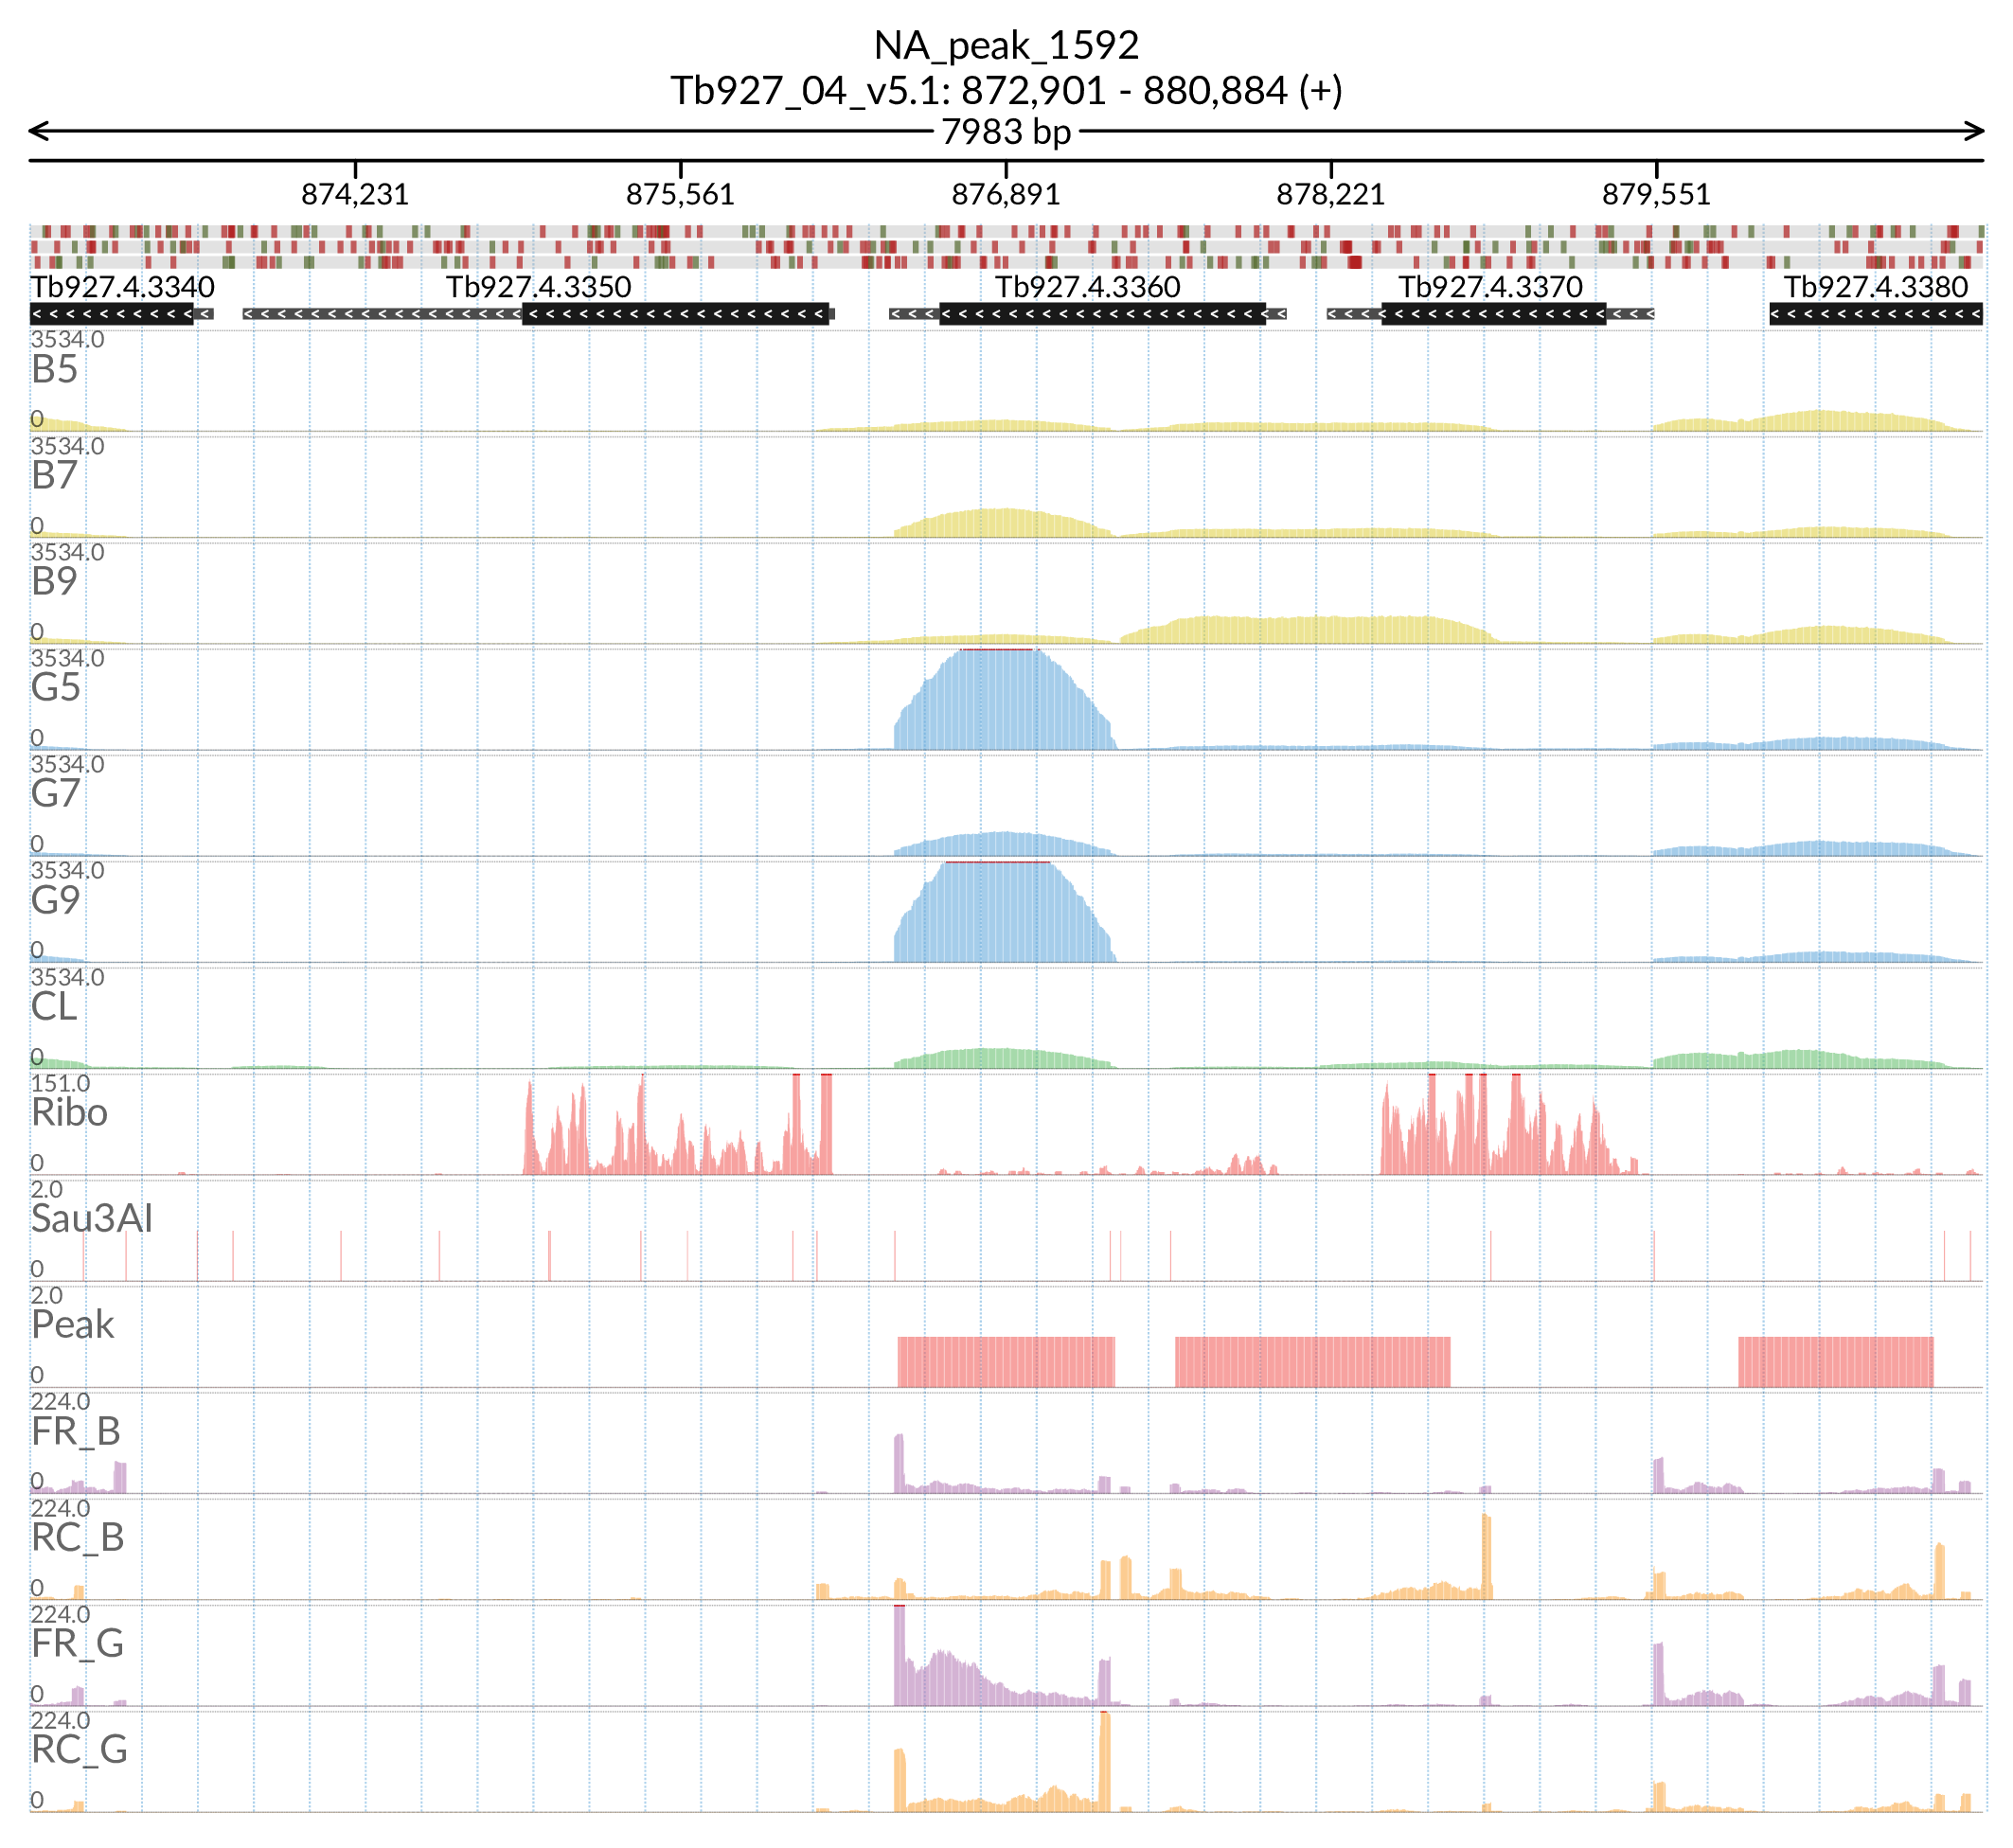 NA_peak_1592
Tb927_04_v5.1: 872,901 - 880,884 (+)
7983 bp
874,231 875,561 876,891 878,221 879,551
Tb927.4.3340 Tb927.4.3350 Tb927.4.3360 Tb927.4.3370 Tb927.4.3380
3534.0
B5
0
3534.0
B7
0
3534.0
B9
0
3534.0
G5
0
3534.0
G7
0
3534.0
G9
0
3534.0
CL
0
151.0
Ribo
0
2.0
Sau3AI
0
2.0
Peak
0
224.0
FR_B
0
224.0
RC_B
0
224.0
FR_G
0
224.0
RC_G
0